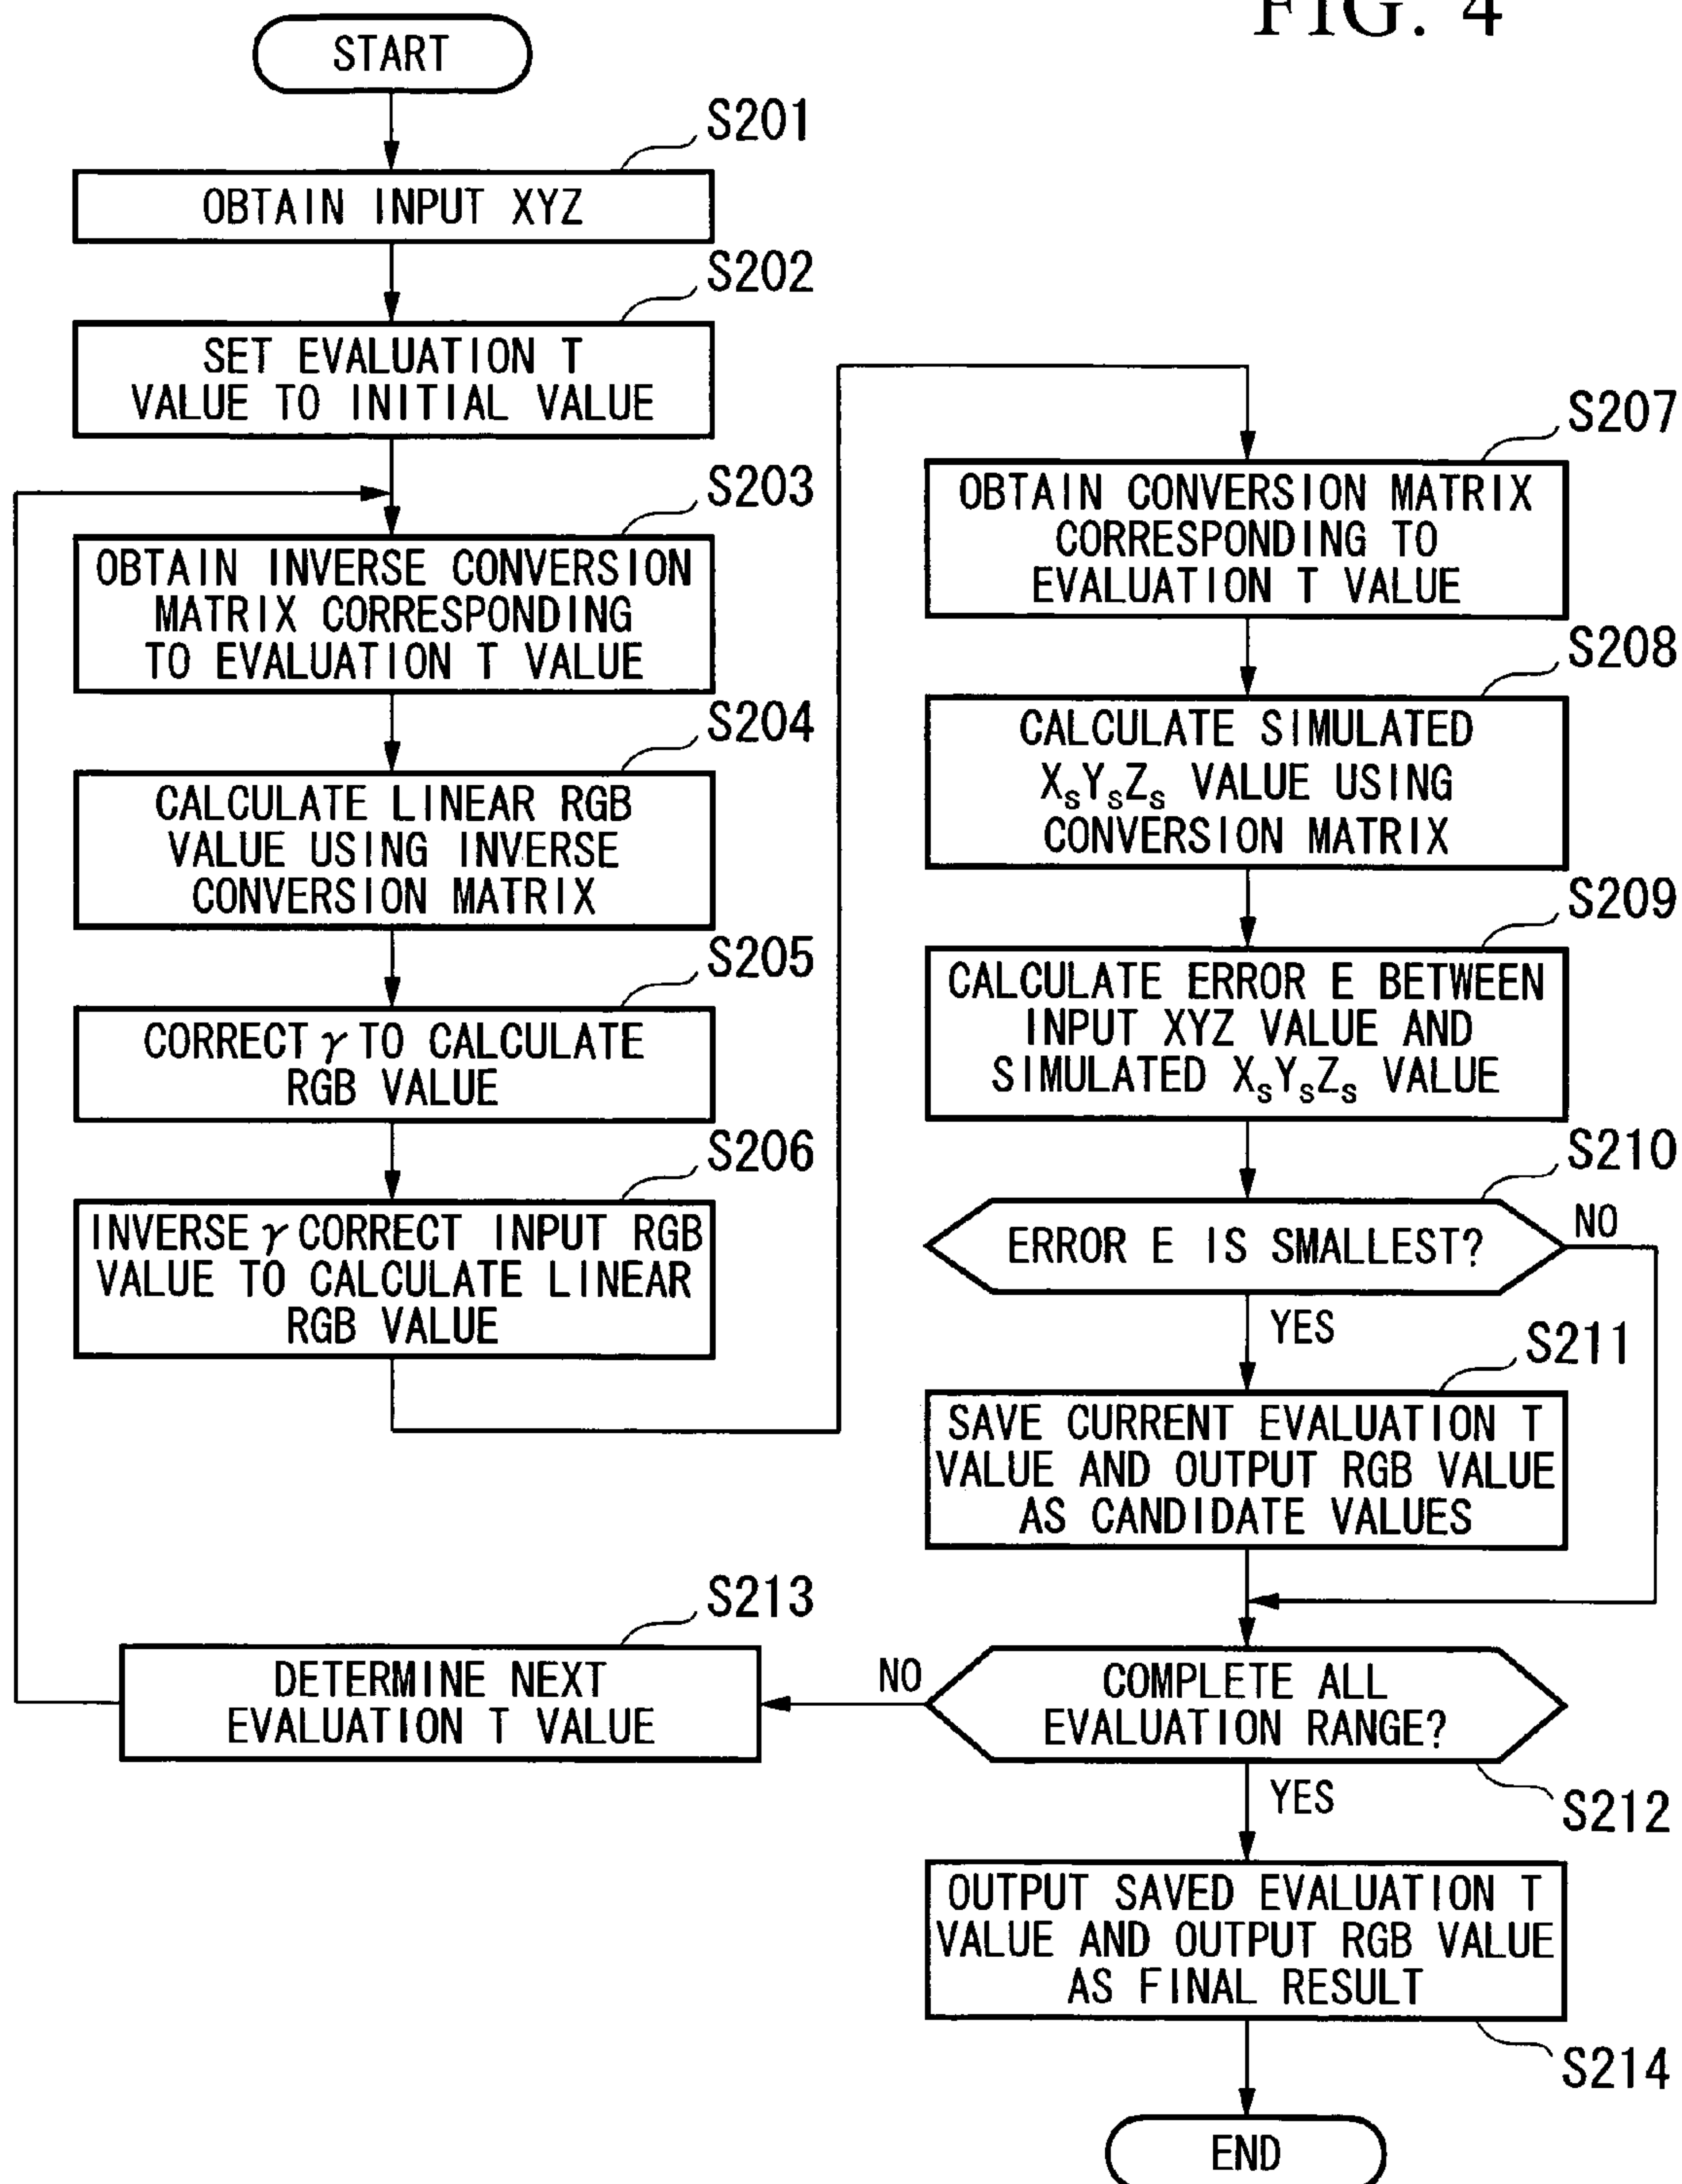 FIG. 4
START
S201
OBTAIN INPUT XYZ
S202
SET EVALUATION T
VALUE TO INITIAL VALUE
S203
OBTAIN INVERSE CONVERSION
MATRIX CORRESPONDING
TO EVALUATION T VALUE
S204
CALCULATE LINEAR RGB
VALUE USING INVERSE
CONVERSION MATRIX
S205
CORRECT γ TO CALCULATE
RGB VALUE
S206
INVERSE γ CORRECT INPUT RGB
VALUE TO CALCULATE LINEAR
RGB VALUE
S207
OBTAIN CONVERSION MATRIX
CORRESPONDING TO
EVALUATION T VALUE
S208
CALCULATE SIMULATED
XsYsZs VALUE USING
CONVERSION MATRIX
S209
CALCULATE ERROR E BETWEEN
INPUT XYZ VALUE AND
SIMULATED XsYsZs VALUE
S210
ERROR E IS SMALLEST?
NO
YES
S211
SAVE CURRENT EVALUATION T
VALUE AND OUTPUT RGB VALUE
AS CANDIDATE VALUES
S213
DETERMINE NEXT
EVALUATION T VALUE
NO
COMPLETE ALL
EVALUATION RANGE?
YES
S212
OUTPUT SAVED EVALUATION T
VALUE AND OUTPUT RGB VALUE
AS FINAL RESULT
S214
END